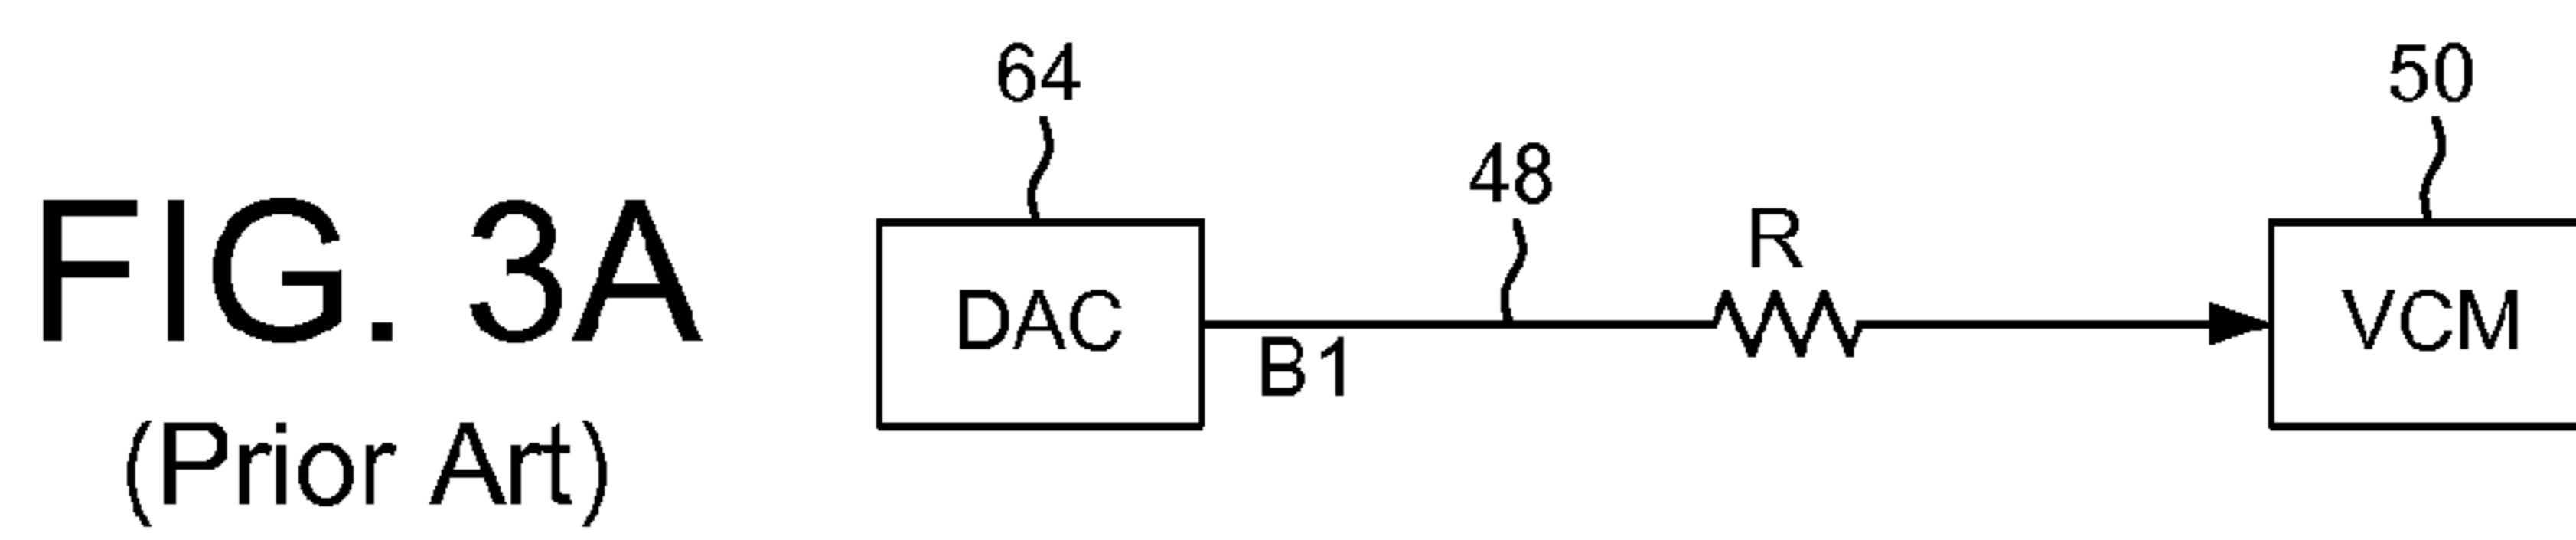 FIG. 3A
(Prior Art)
64
DAC
B1
48
R
50
VCM